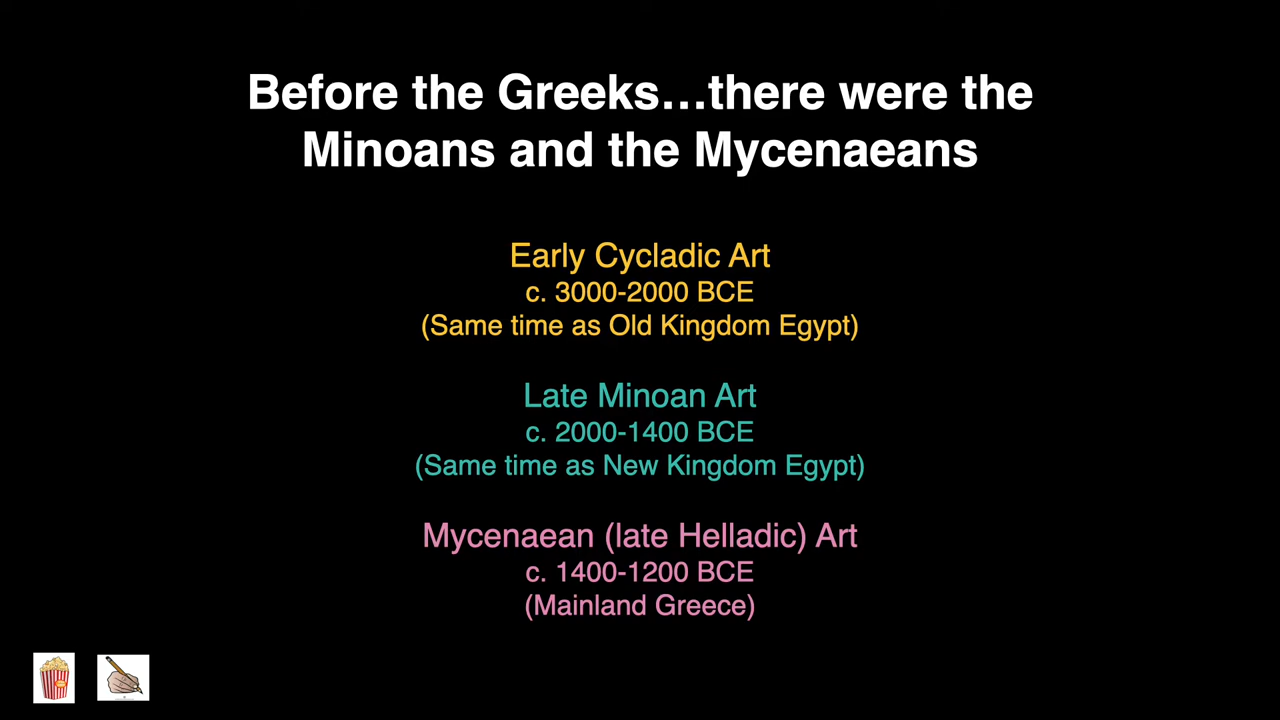 Before the Greeks…there were the
Minoans and the Mycenaeans
Early Cycladic Art
c. 3000-2000 BCE
(Same time as Old Kingdom Egypt)
Late Minoan Art
c. 2000-1400 BCE
(Same time as New Kingdom Egypt)
Mycenaean (late Helladic) Art
c. 1400-1200 BCE
(Mainland Greece)